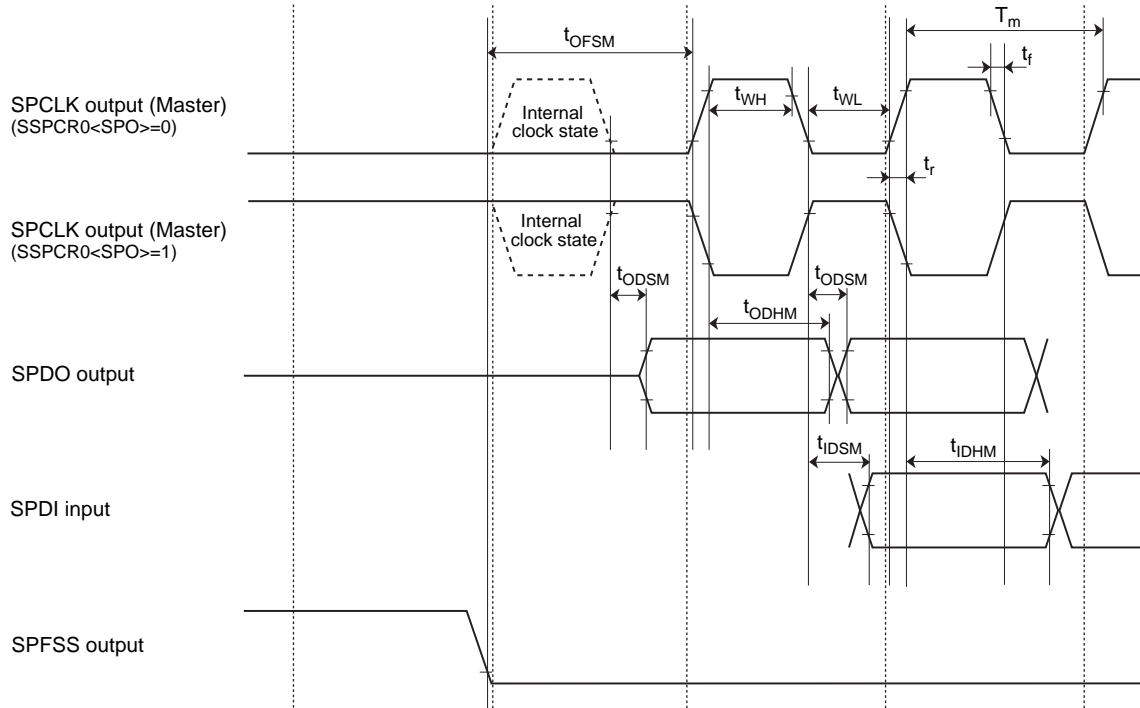 T_m
t_OFSM
t_f
SPCLK output (Master)
(SSPCR0<SPO>=0)
Internal
clock state
t_WH
t_WL
t_r
SPCLK output (Master)
(SSPCR0<SPO>=1)
Internal
clock state
t_ODSM
t_ODSM
t_ODHM
SPDO output
t_IDSM
t_IDHM
SPDI input
SPFSS output